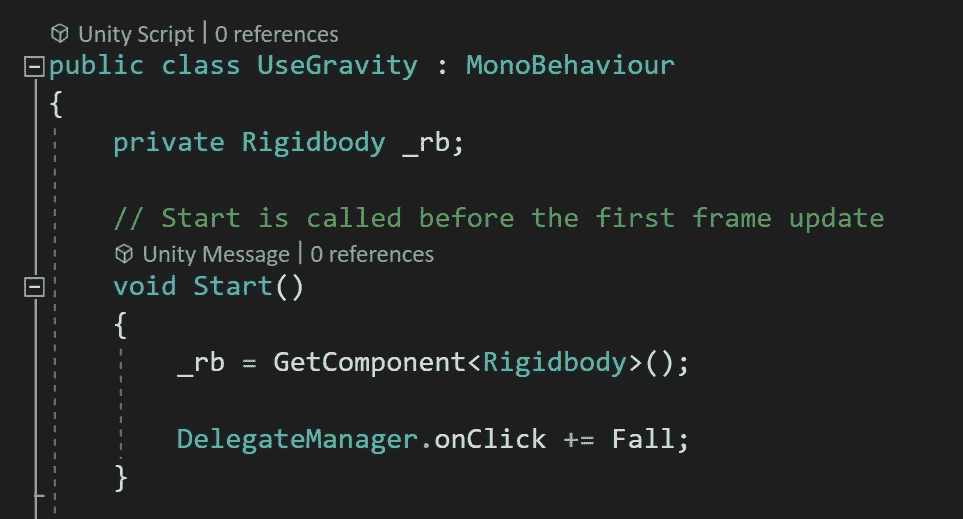 Unity Script | 0 references
public class UseGravity : MonoBehaviour
{
private Rigidbody _rb;
// Start is called before the first frame update
Unity Message | 0 references
void Start()
{
_rb = GetComponent<Rigidbody>();
DelegateManager.onClick += Fall;
}